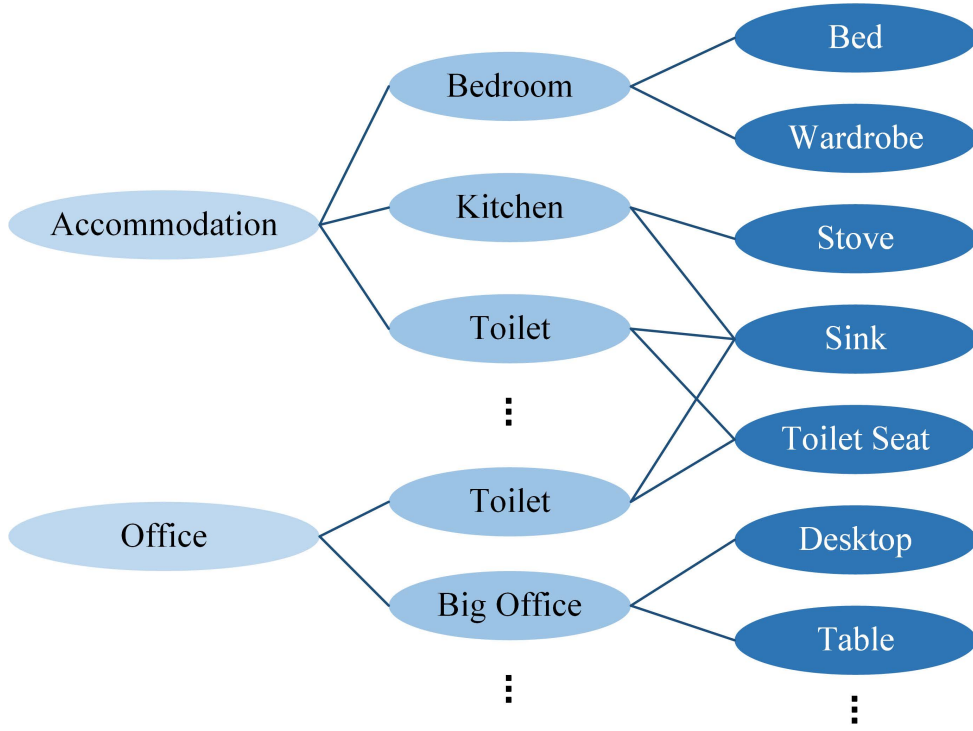 Accommodation
Office
Bedroom
Kitchen
Toilet
Toilet
Big Office
Bed
Wardrobe
Stove
Sink
Toilet Seat
Desktop
Table